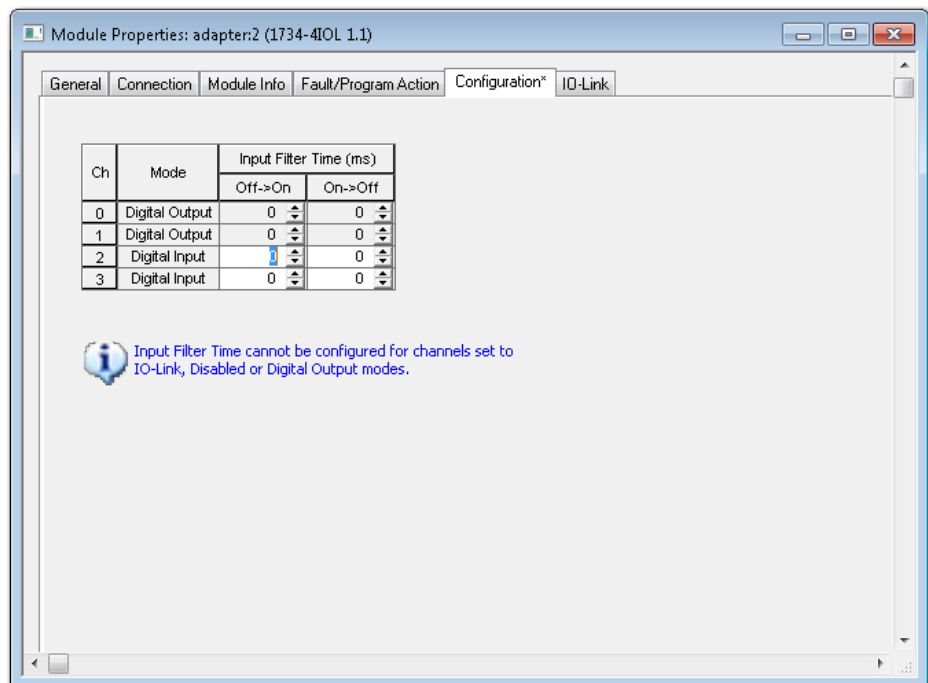 Module Properties: adapter:2 (1734-4IOL 1.1)
General Connection Module Info Fault/Program Action Configuration* IO-Link
Ch Mode Input Filter Time (ms)
Off->On On->Off
0 Digital Output 0 0
1 Digital Output 0 0
2 Digital Input 0 0
3 Digital Input 0 0
Input Filter Time cannot be configured for channels set to
IO-Link, Disabled or Digital Output modes.